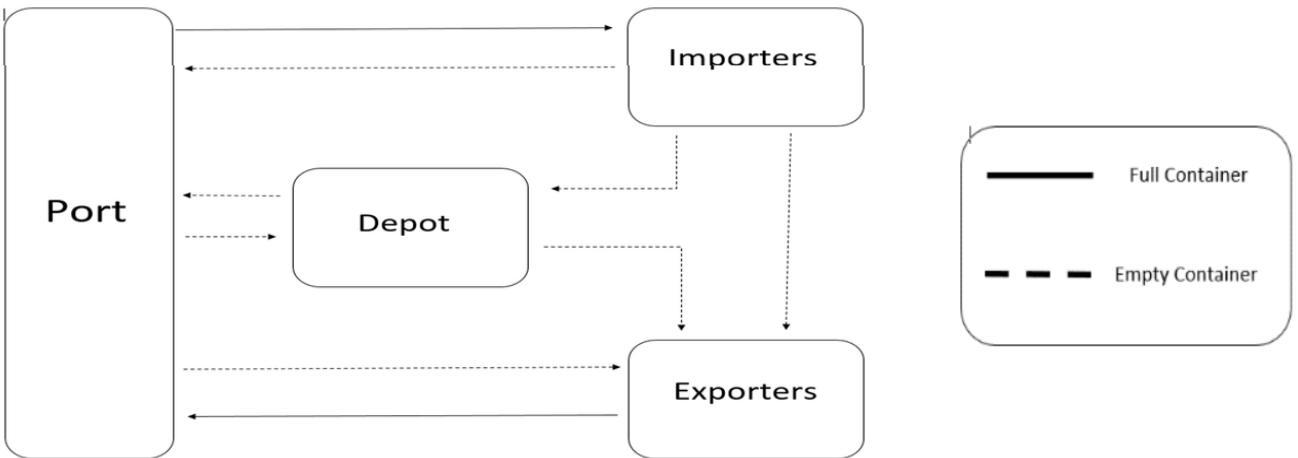 Importers
Port
Depot
Exporters
Full Container
Empty Container